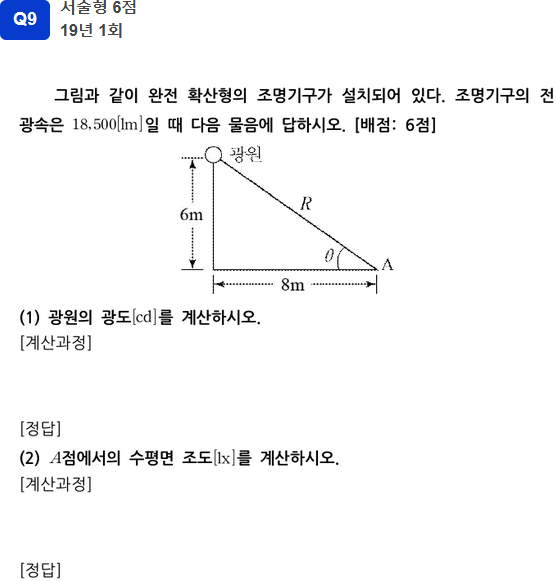 Q9
서술형 6점
19년 1회
그림과 같이 완전 확산형의 조명기구가 설치되어 있다. 조명기구의 전
광속은 18,500[lm]일 때 다음 물음에 답하시오. [배점: 6점]
광원
6m
R
θ
A
8m
(1) 광원의 광도[cd]를 계산하시오.
[계산과정]
[정답]
(2) A점에서의 수평면 조도[lx]를 계산하시오.
[계산과정]
[정답]